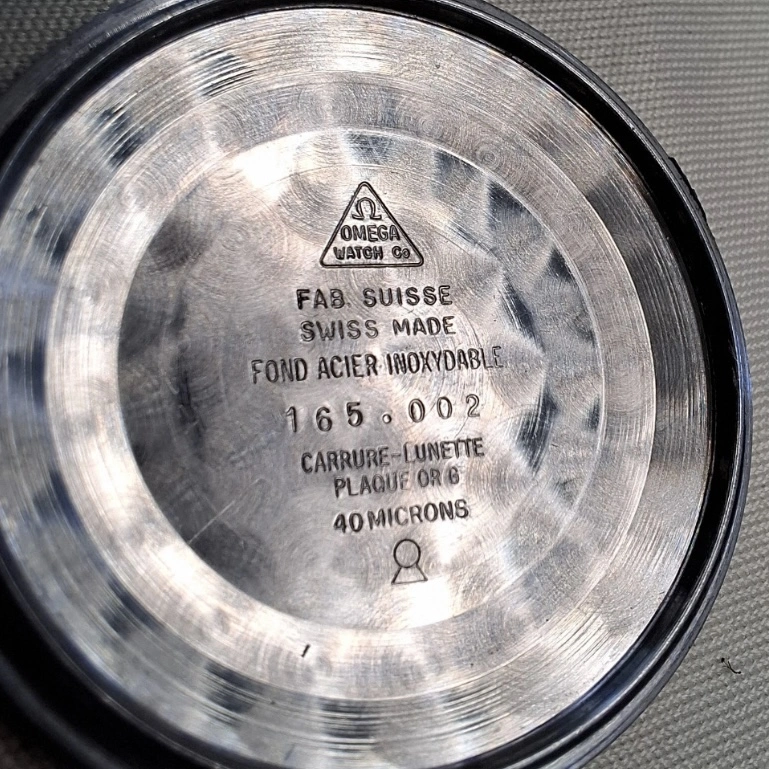 Ω
OMEGA
WATCH Co
FAB. SUISSE
SWISS MADE
FOND ACIER INOXYDABLE
165.002
CARRURE-LUNETTE
PLAQUE OR G
40 MICRONS